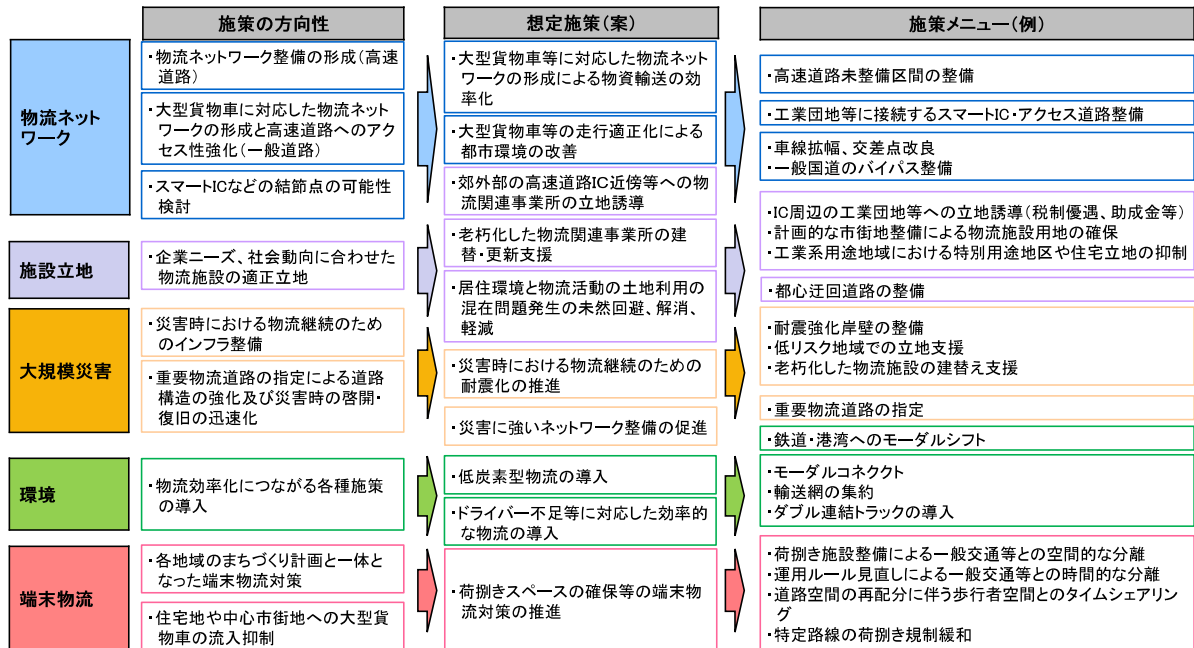 施策の方向性
想定施策(案)
施策メニュー(例)
物流ネット
ワーク
・物流ネットワーク整備の形成(高速
道路)
・大型貨物車に対応した物流ネット
ワークの形成と高速道路へのアク
セス性強化(一般道路)
・スマートICなどの結節点の可能性
検討
・大型貨物車等に対応した物流ネット
ワークの形成による物資輸送の効
率化
・大型貨物車等の走行適正化による
都市環境の改善
・郊外部の高速道路IC近傍等への物
流関連事業所の立地誘導
・高速道路未整備区間の整備
・工業団地等に接続するスマートIC・アクセス道路整備
・車線拡幅、交差点改良
・一般国道のバイパス整備
・IC周辺の工業団地等への立地誘導(税制優遇、助成金等)
・計画的な市街地整備による物流施設用地の確保
・工業系用途地域における特別用途地区や住宅立地の抑制
施設立地
・企業ニーズ、社会動向に合わせた
物流施設の適正立地
・老朽化した物流関連事業所の建
替・更新支援
・居住環境と物流活動の土地利用の
混在問題発生の未然回避、解消、
軽減
・都心迂回道路の整備
大規模災害
・災害時における物流継続のため
のインフラ整備
・重要物流道路の指定による道路
構造の強化及び災害時の啓開・
復旧の迅速化
・災害時における物流継続のための
耐震化の推進
・災害に強いネットワーク整備の促進
・耐震強化岸壁の整備
・低リスク地域での立地支援
・老朽化した物流施設の建替え支援
・重要物流道路の指定
環境
・物流効率化につながる各種施策
の導入
・低炭素型物流の導入
・ドライバー不足等に対応した効率的
な物流の導入
・鉄道・港湾へのモーダルシフト
・モーダルコネクト
・輸送網の集約
・ダブル連結トラックの導入
端末物流
・各地域のまちづくり計画と一体と
なった端末物流対策
・住宅地や中心市街地への大型貨
物車の流入抑制
・荷捌きスペースの確保等の端末物
流対策の推進
・荷捌き施設整備による一般交通等との空間的な分離
・運用ルール見直しによる一般交通等との時間的な分離
・道路空間の再配分に伴う歩行者空間とのタイムシェアリン
グ
・特定路線の荷捌き規制緩和